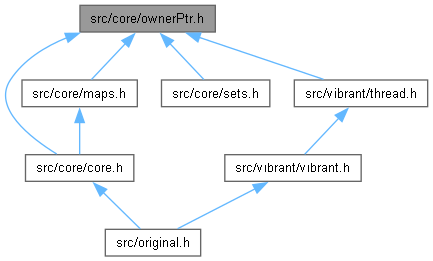 src/core/ownerPtr.h
src/core/maps.h
src/core/sets.h
src/vibrant/thread.h
src/core/core.h
src/vibrant/vibrant.h
src/original.h